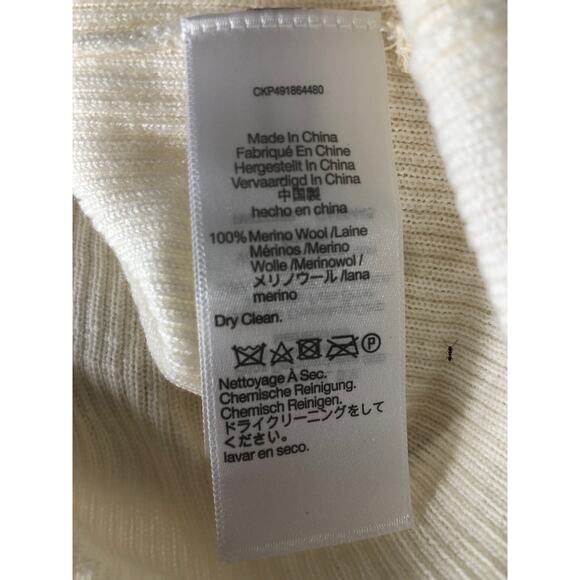 CKP491864480
Made In China
Fabriqué En Chine
Hergestellt In China
Vervaardigd In China
中国製
hecho en china
100% Merino Wool /Laine
Mérinos /Merino
Wolle /Merinowol /
メリノウール /lana
merino
Dry Clean.
P
Nettoyage À Sec.
Chemische Reinigung.
Chemisch Reinigen.
ドライクリーニングをして
ください。
lavar en seco.